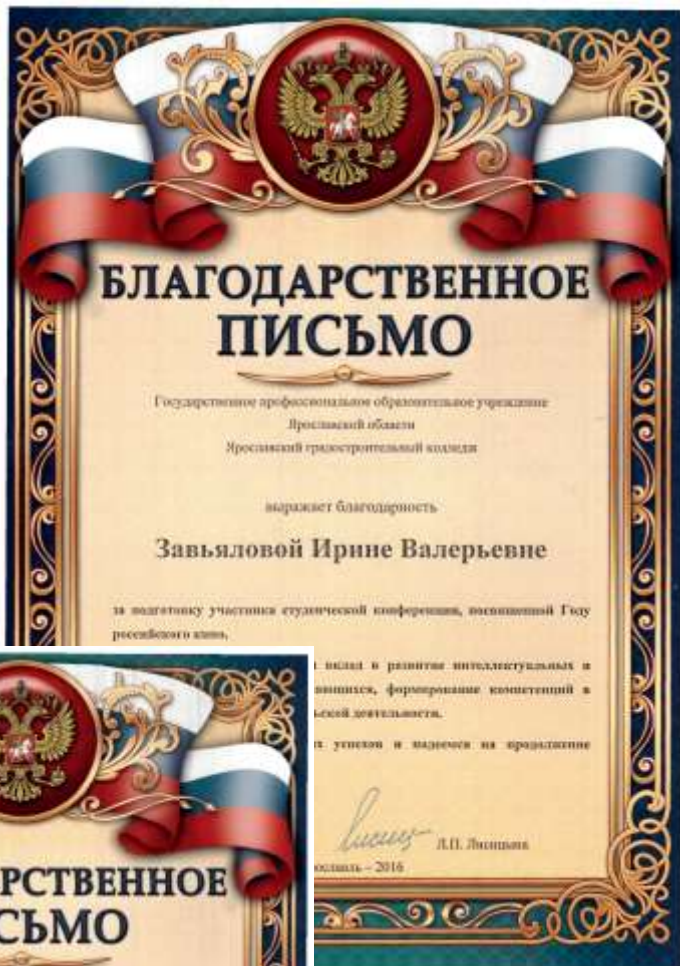 БЛАГОДАРСТВЕННОЕ
ПИСЬМО
Государственное профессиональное образовательное учреждение
Ярославской области
Ярославский градостроительный колледж
выражает благодарность
Завьяловой Ирине Валерьевне
за подготовку участника студенческой конференции, посвященной Году
российского кино.
вклад в развитие интеллектуальных и
формирование компетенций в
деятельности.
успехов и надеемся на продолжение
Л.П. Лисицына
– 2016
РСТВЕННОЕ
СЬМО